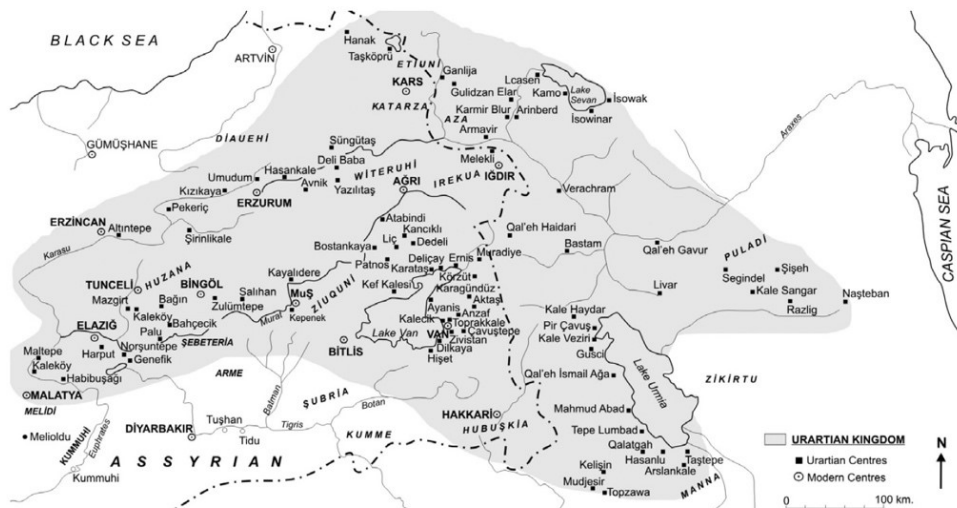 BLACK SEA
ARTVİN
Hanak
Taşköprü
ETIUNI
KARS
KATARZA
Ganlija
Lcasen
Gulidzan Elar
Kamo
Lake
Sevan
İsowak
İsowinar
Karmir Blur
Arinberd
AZA
Armavir
Araxes
GÜMÜŞHANE
DİAUEHİ
Süngütaş
Deli Baba
Hasankale
Umudum
Avnik
Yazılıtaş
WİTERUHİ
Kızıkaya
ERZURUM
Pekeriç
AĞRI
IREKUA
Melekli
IĞDIR
Verachram
ERZİNCAN
Altıntepe
Şirinlikale
Karasu
Atabindi
Kancıklı
Bostankaya
Liç
Dedeli
Qal'eh Haidari
Bastam
Qal'eh Gavur
PULADİ
CASPIAN SEA
Patnos
Deliçay
Ernis
Muradiye
Karataş
Körzüt
Segindel
Şişeh
Kale Sangar
Razlig
Naşteban
Livar
TUNCELİ
HUZANA
BİNGÖL
Kayalıdere
MuŞ
ZIUQUNI
Kef Kalesi
Karagündüz
Aktaş
Mazgirt
Bağın
Zulümtepe
Salıhan
Kaleköy
Kepenek
Murat
Ayanis
Anzaf
Kalecik
Toprakkale
VAN
Çavuştepe
Zivistan
Dilkaya
Hişet
Lake Van
Kale Haydar
Pir Çavuş
Kale Veziri
Gusci
ELAZIĞ
Palu
Bahçecik
ŞEBETERİA
Harput
Norşuntepe
Genefik
BİTLİS
Maltepe
Kaleköy
Habibuşağı
ARME
Qal'eh İsmail Ağa
Lake Urmia
ZİKİRTU
MALATYA
MELİDİ
Batman
ŞUBRIA
Botan
Mahmud Abad
Melioldu
KUMMUHİ
Euphrates
DİYARBAKIR
Tuşhan
Tidu
Tigris
HAKKARİ
HUBUŞKIA
Tepe Lumbad
Qalatgah
KUMME
Kummuhi
ASSYRIAN
Hasanlu
Taştepe
Arslankale
Kelişin
MANNA
Mudjesir
Topzawa
URARTIAN KINGDOM
Urartian Centres
Modern Centres
N
0 100 km.